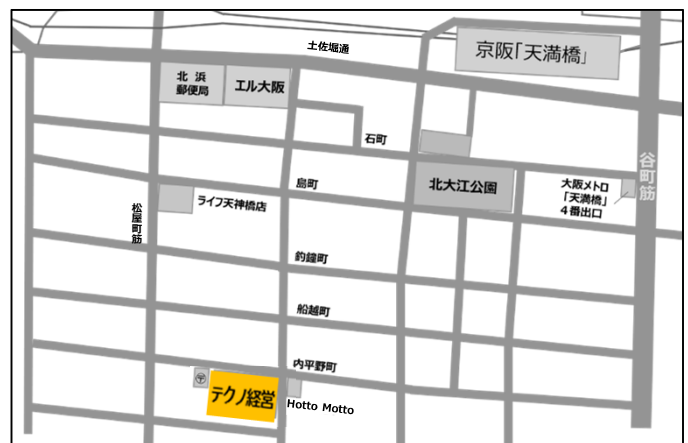 土佐堀通
京阪「天満橋」
北 浜
郵便局
エル大阪
石町
谷町筋
島町
北大江公園
大阪メトロ
「天満橋」
4番出口
ライフ天神橋店
松屋町筋
釣鐘町
船越町
内平野町
〶
テクノ経営
Hotto Motto